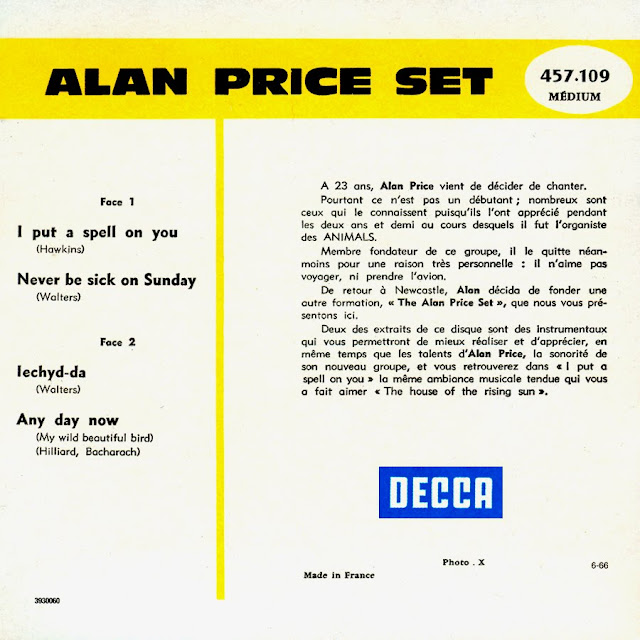 ALAN PRICE SET
457.109
MÉDIUM
Face 1
I put a spell on you
(Hawkins)
Never be sick on Sunday
(Walters)
Face 2
Iechyd-da
(Walters)
Any day now
(My wild beautiful bird)
(Hilliard, Bacharach)
A 23 ans, Alan Price vient de décider de chanter.
Pourtant ce n'est pas un débutant ; nombreux sont
ceux qui le connaissent puisqu'ils l'ont apprécié pendant
les deux ans et demi au cours desquels il fut l'organiste
des ANIMALS.
Membre fondateur de ce groupe, il le quitte néan-
moins pour une raison très personnelle : il n'aime pas
voyager, ni prendre l'avion.
De retour à Newcastle, Alan décida de fonder une
autre formation, « The Alan Price Set », que nous vous pré-
sentons ici.
Deux des extraits de ce disque sont des instrumentaux
qui vous permettront de mieux réaliser et d'apprécier, en
même temps que les talents d'Alan Price, la sonorité de
son nouveau groupe, et vous retrouverez dans « I put a
spell on you » la même ambiance musicale tendue qui vous
a fait aimer « The house of the rising sun ».
DECCA
Photo . X
Made in France
6-66
3930060